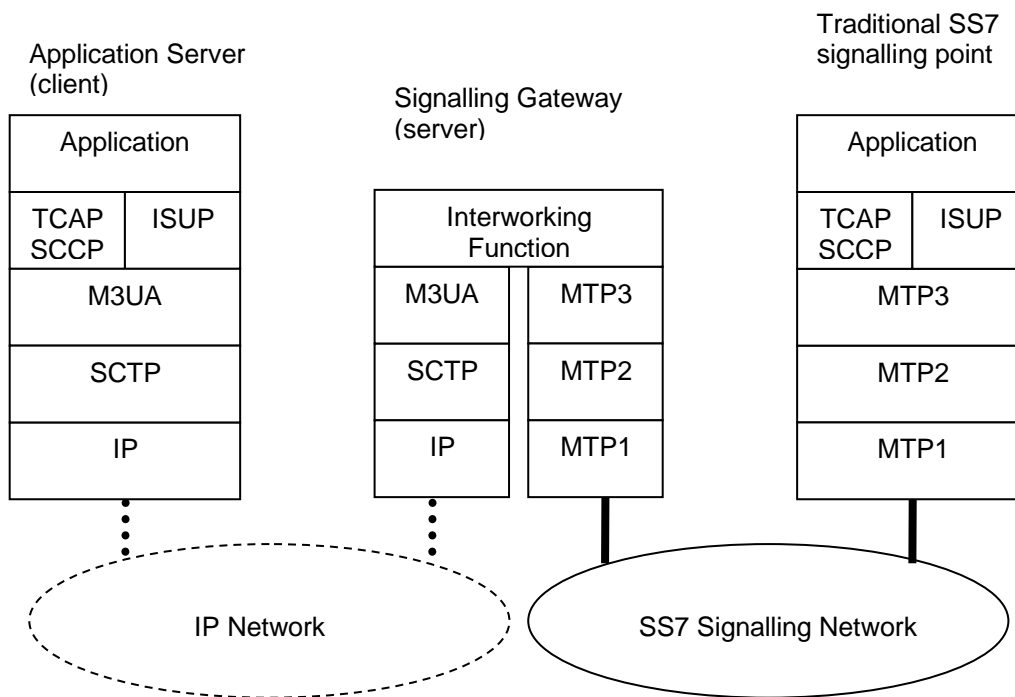 Application Server
(client)
Application
TCAP
SCCP
ISUP
M3UA
SCTP
IP
Signalling Gateway
(server)
Interworking
Function
M3UA
MTP3
SCTP
MTP2
IP
MTP1
Traditional SS7
signalling point
Application
TCAP
SCCP
ISUP
MTP3
MTP2
MTP1
IP Network
SS7 Signalling Network